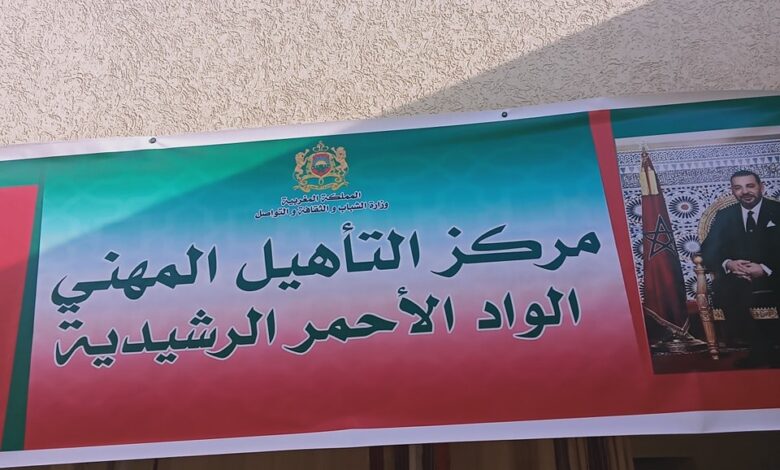 المملكة المغربية
وزارة الشباب و الثقافة و التواصل
مركز التأهيل المهني
الواد الأحمر الرشيدية